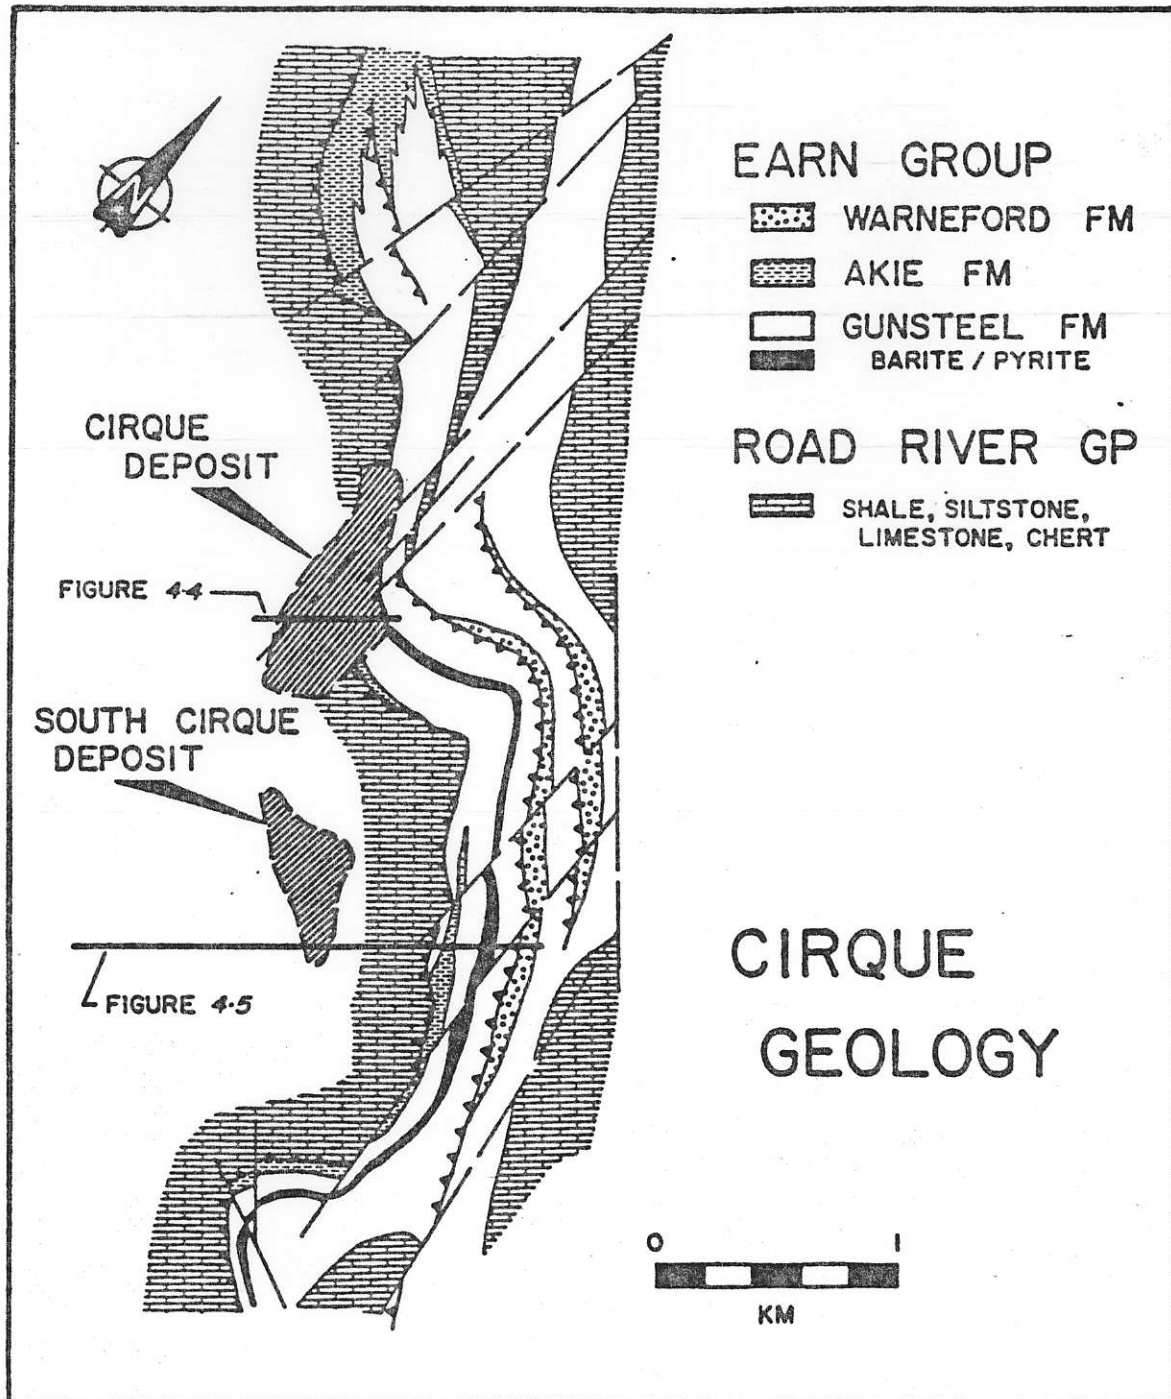 EARN GROUP
WARNEFORD FM
AKIE FM
GUNSTEEL FM
BARITE / PYRITE
ROAD RIVER GP
SHALE, SILTSTONE,
LIMESTONE, CHERT
N
CIRQUE
DEPOSIT
FIGURE 4·4
SOUTH CIRQUE
DEPOSIT
FIGURE 4·5
CIRQUE
GEOLOGY
0 1
KM